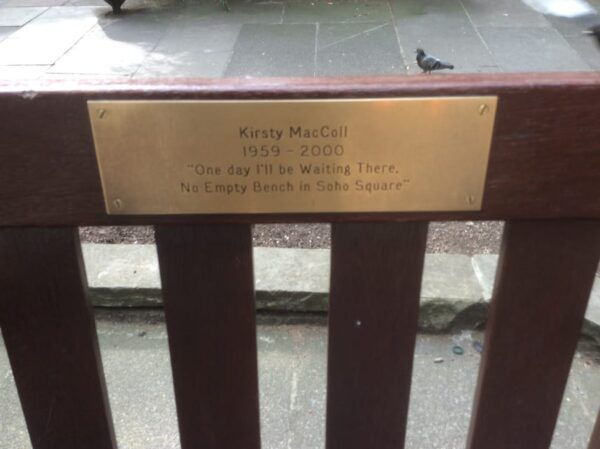 Kirsty MacColl
1959 - 2000
"One day I'll be Waiting There,
No Empty Bench in Soho Square"